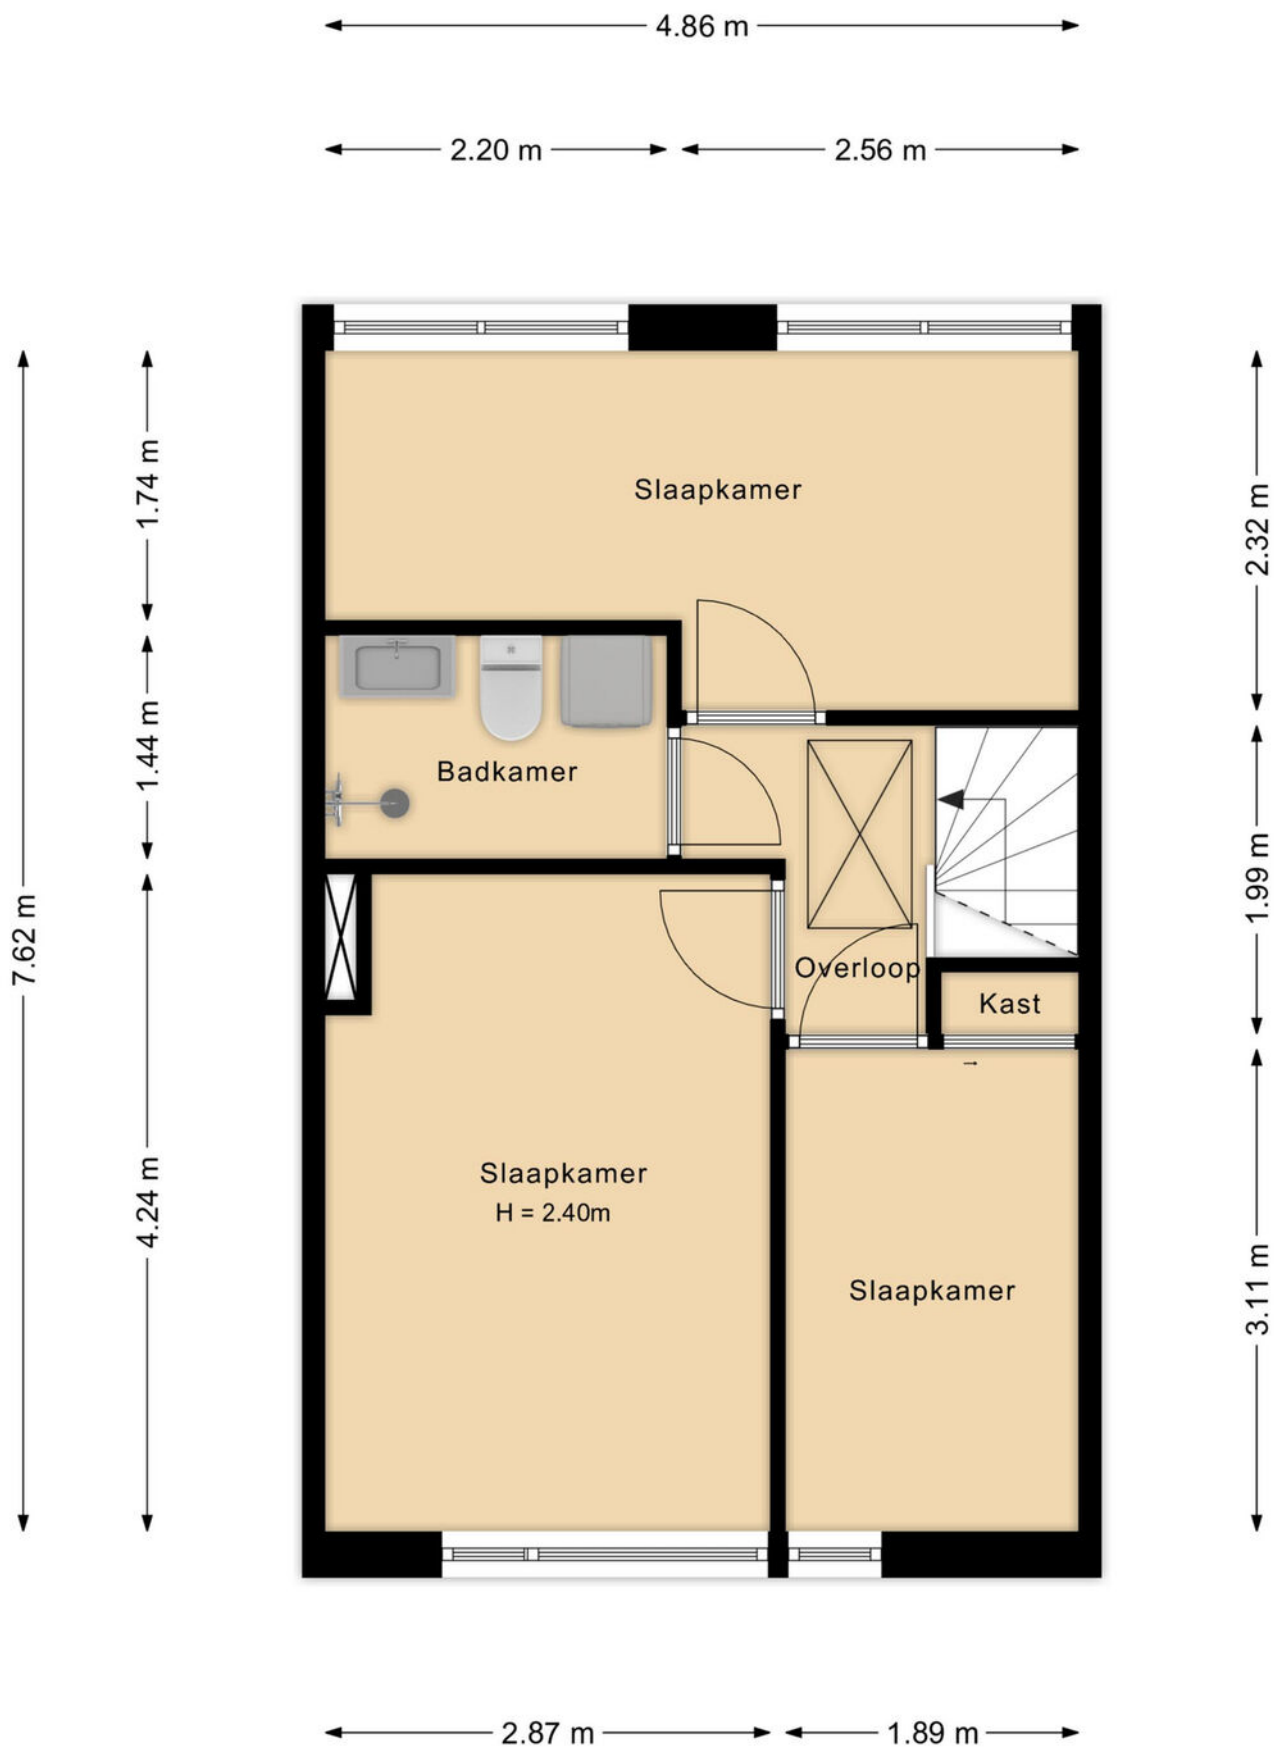 4.86 m
2.20 m
2.56 m
Slaapkamer
1.74 m
2.32 m
Badkamer
1.44 m
1.99 m
7.62 m
Overloop
Kast
Slaapkamer
H = 2.40m
4.24 m
Slaapkamer
3.11 m
2.87 m
1.89 m